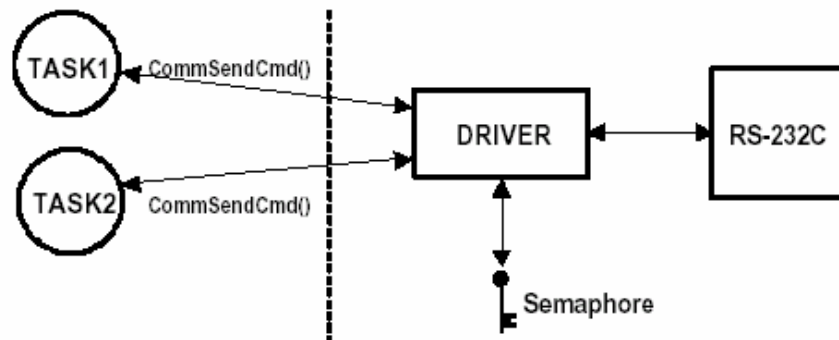 TASK1
CommSendCmd()
DRIVER
RS-232C
TASK2
CommSendCmd()
Semaphore